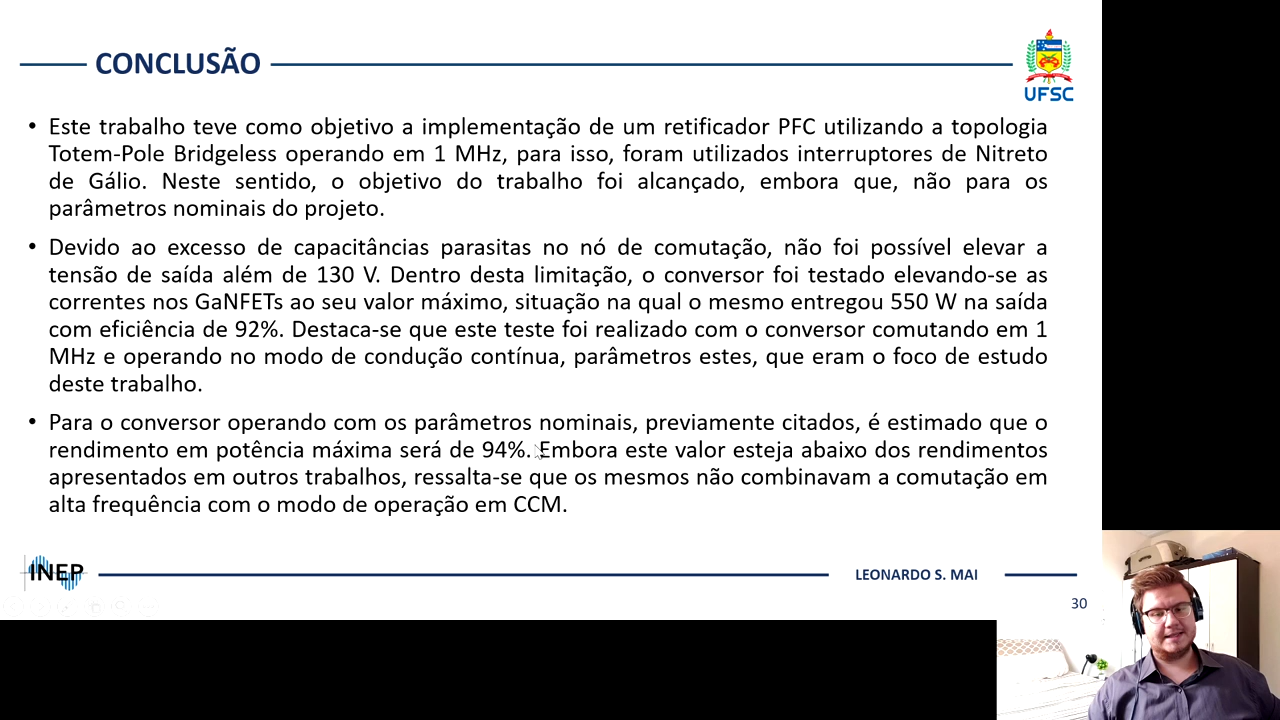 CONCLUSÃO
UFSC
• Este trabalho teve como objetivo a implementação de um retificador PFC utilizando a topologia
Totem-Pole Bridgeless operando em 1 MHz, para isso, foram utilizados interruptores de Nitreto
de Gálio. Neste sentido, o objetivo do trabalho foi alcançado, embora que, não para os
parâmetros nominais do projeto.
• Devido ao excesso de capacitâncias parasitas no nó de comutação, não foi possível elevar a
tensão de saída além de 130 V. Dentro desta limitação, o conversor foi testado elevando-se as
correntes nos GaNFETs ao seu valor máximo, situação na qual o mesmo entregou 550 W na saída
com eficiência de 92%. Destaca-se que este teste foi realizado com o conversor comutando em 1
MHz e operando no modo de condução contínua, parâmetros estes, que eram o foco de estudo
deste trabalho.
• Para o conversor operando com os parâmetros nominais, previamente citados, é estimado que o
rendimento em potência máxima será de 94%. Embora este valor esteja abaixo dos rendimentos
apresentados em outros trabalhos, ressalta-se que os mesmos não combinavam a comutação em
alta frequência com o modo de operação em CCM.
INEP
LEONARDO S. MAI
30